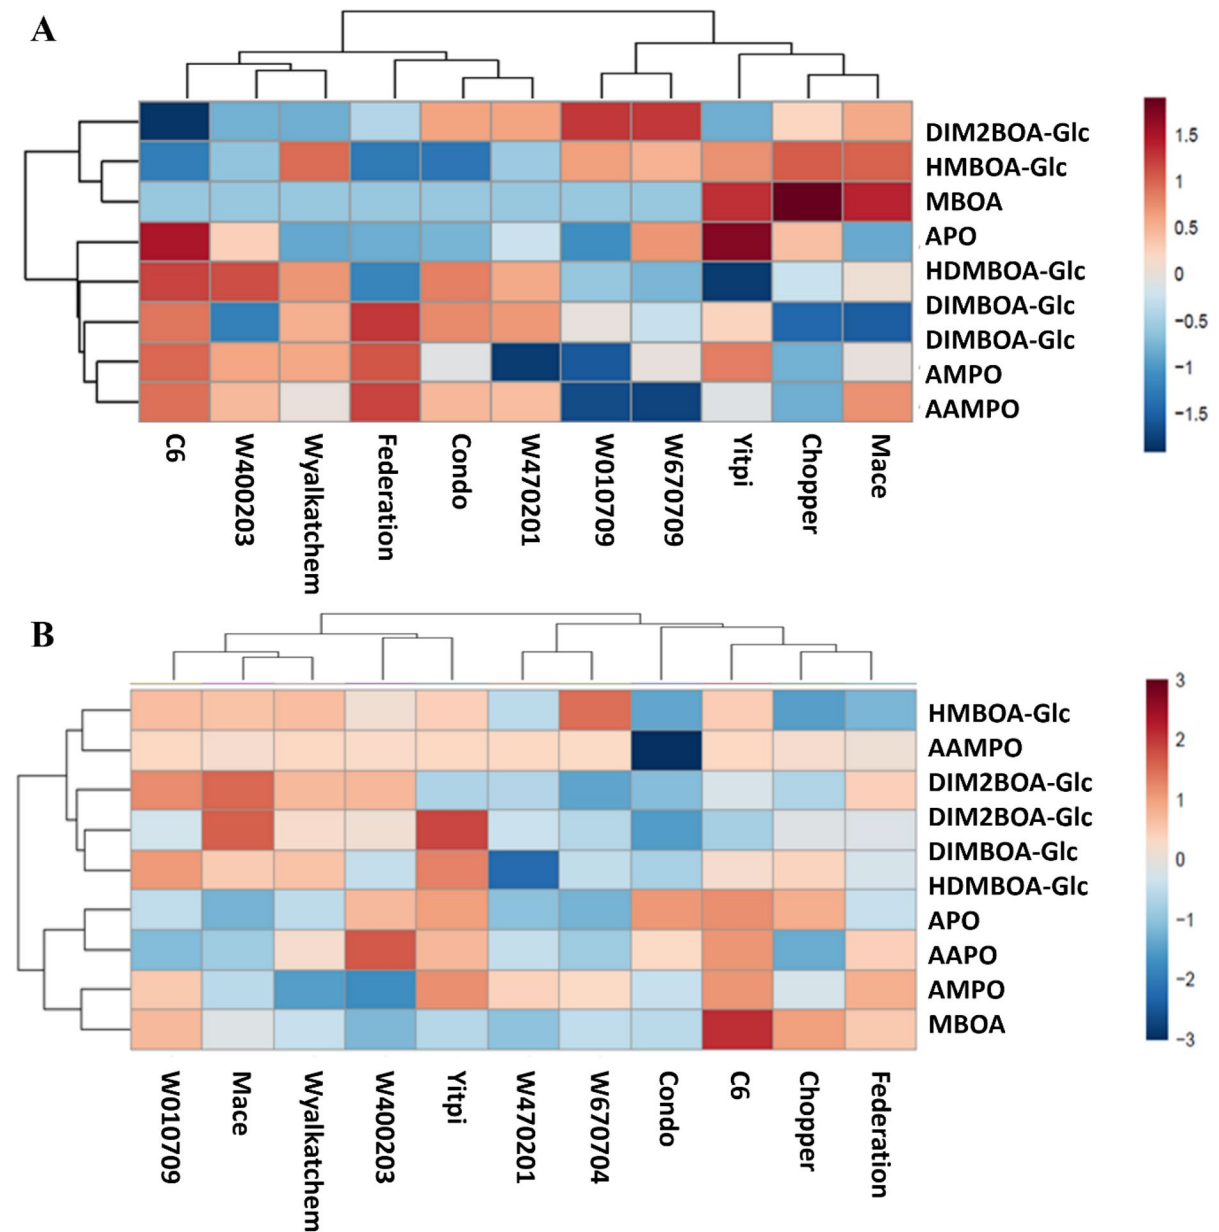 A
DIM2BOA-Glc
HMBOA-Glc
MBOA
APO
HDMBOA-Glc
DIMBOA-Glc
DIMBOA-Glc
AMPO
AAMPO
1.5
1
0.5
0
−0.5
−1
−1.5
C6
W400203
Wyalkatchem
Federation
Condo
W470201
W010709
W670709
Yitpi
Chopper
Mace
B
HMBOA-Glc
AAMPO
DIM2BOA-Glc
DIM2BOA-Glc
DIMBOA-Glc
HDMBOA-Glc
APO
AAPO
AMPO
MBOA
3
2
1
0
−1
−2
−3
W010709
Mace
Wyalkatchem
W400203
Yitpi
W470201
W670704
Condo
C6
Chopper
Federation